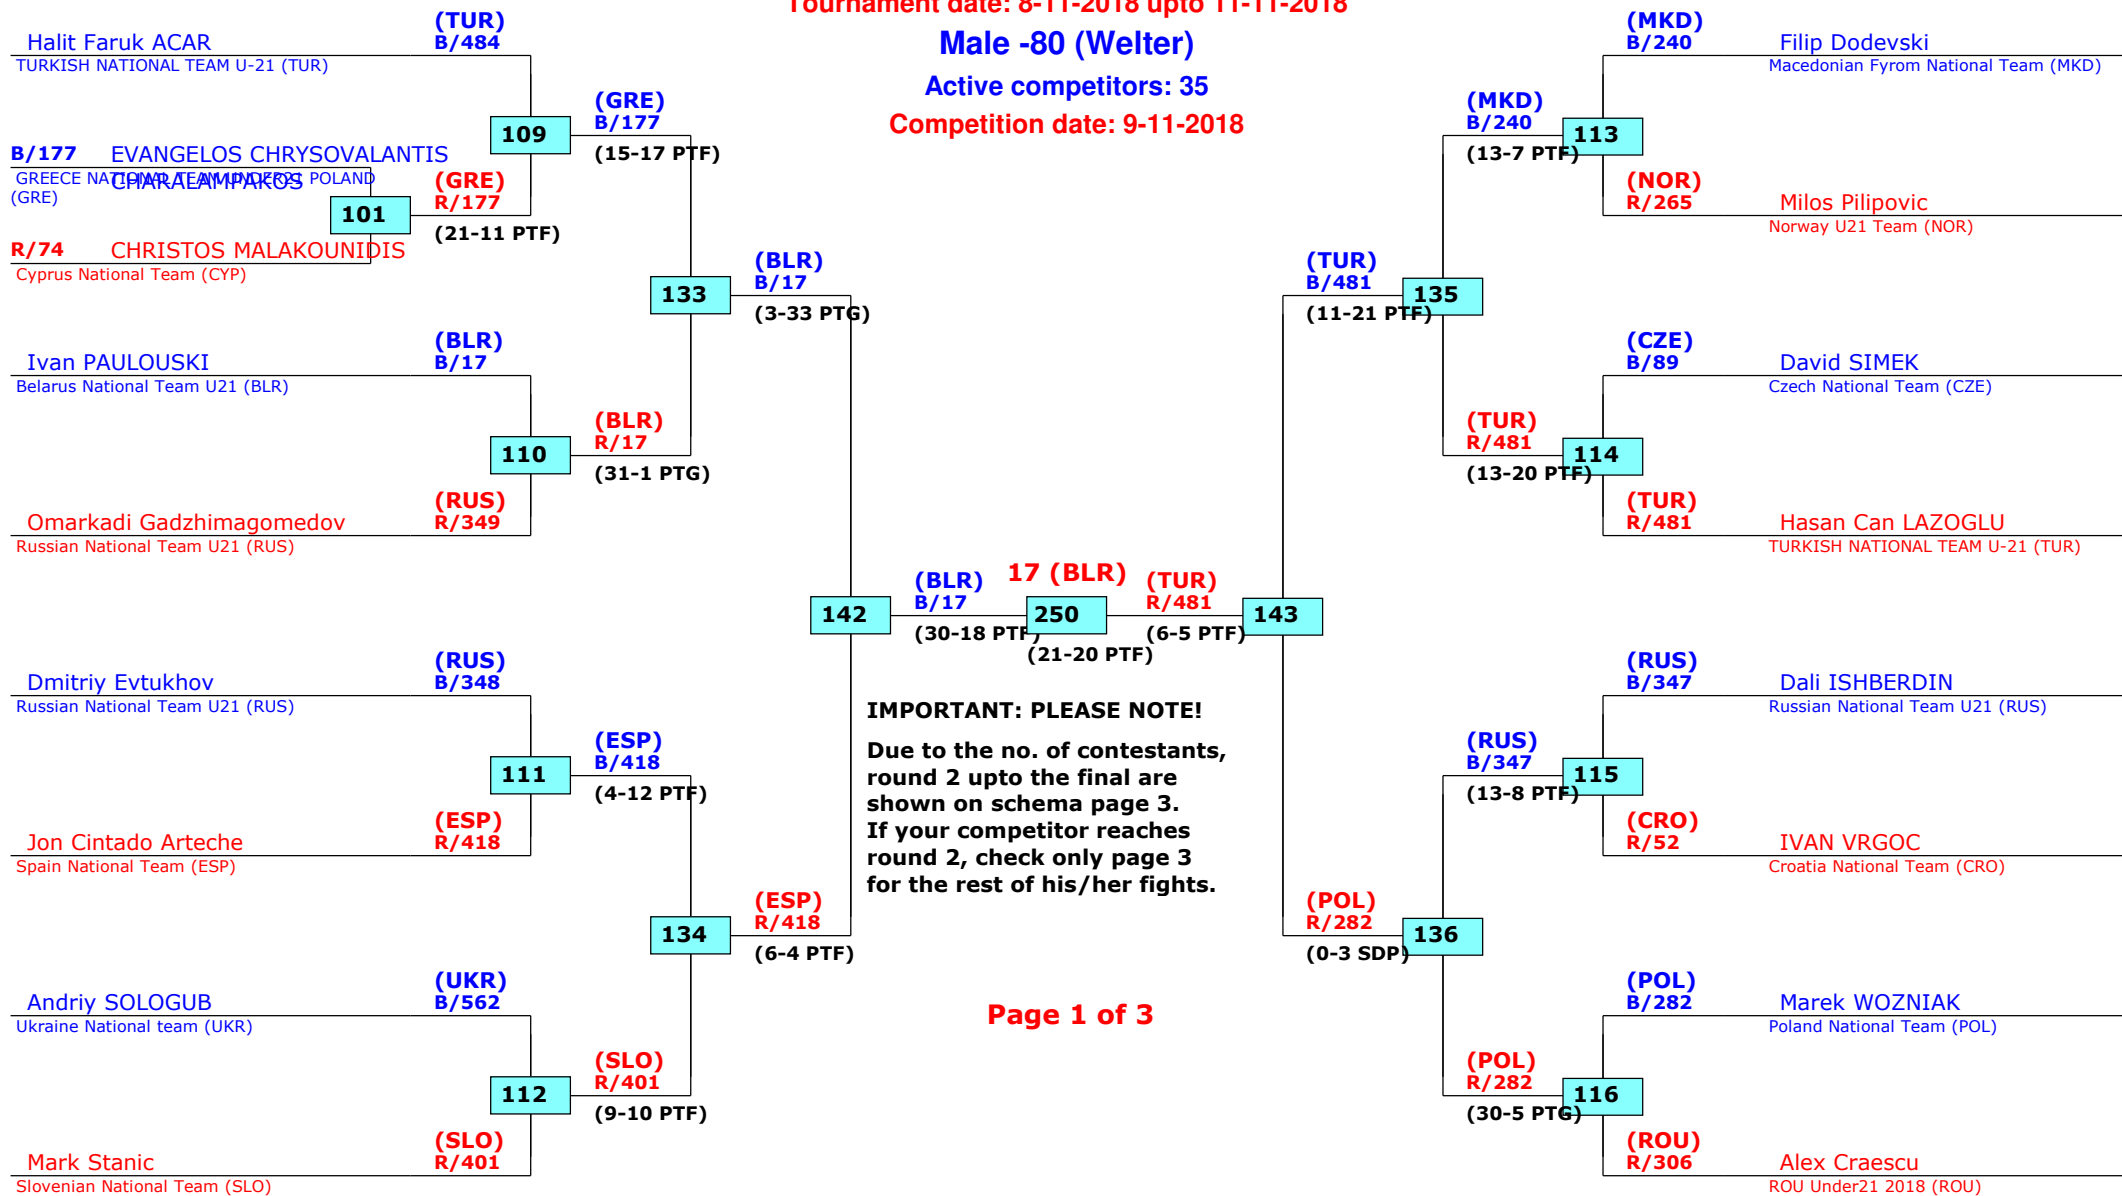 Tournament date: 8-11-2018 upto 11-11-2018
Male -80 (Welter)
Active competitors: 35
Competition date: 9-11-2018
(TUR)
Halit Faruk ACAR B/484
TURKISH NATIONAL TEAM U-21 (TUR)
(GRE)
B/177
109
(15-17 PTF)
B/177 EVANGELOS CHRYSOVALANTIS
CHARALAMPAKOS
GREECE NATIONAL TEAM UNDER21 POLAND
(GRE)
(GRE)
R/177
101
(21-11 PTF)
R/74 CHRISTOS MALAKOUNIDIS
Cyprus National Team (CYP)
(BLR)
B/17
133
(3-33 PTG)
(BLR)
Ivan PAULOUSKI B/17
Belarus National Team U21 (BLR)
(BLR)
R/17
110
(31-1 PTG)
(RUS)
Omarkadi Gadzhimagomedov R/349
Russian National Team U21 (RUS)
(BLR)
B/17
142
(30-18 PTF)
17 (BLR)
250
(21-20 PTF)
(TUR)
R/481
143
(6-5 PTF)
(RUS)
Dmitriy Evtukhov B/348
Russian National Team U21 (RUS)
(ESP)
B/418
111
(4-12 PTF)
(ESP)
Jon Cintado Arteche R/418
Spain National Team (ESP)
(ESP)
R/418
134
(6-4 PTF)
(UKR)
Andriy SOLOGUB B/562
Ukraine National team (UKR)
(SLO)
R/401
112
(9-10 PTF)
(SLO)
Mark Stanic R/401
Slovenian National Team (SLO)
IMPORTANT: PLEASE NOTE!
Due to the no. of contestants,
round 2 upto the final are
shown on schema page 3.
If your competitor reaches
round 2, check only page 3
for the rest of his/her fights.
Page 1 of 3
(MKD)
B/240 Filip Dodevski
Macedonian Fyrom National Team (MKD)
(MKD)
B/240
113
(13-7 PTF)
(NOR)
R/265 Milos Pilipovic
Norway U21 Team (NOR)
(TUR)
B/481
135
(11-21 PTF)
(CZE)
B/89 David SIMEK
Czech National Team (CZE)
(TUR)
R/481
114
(13-20 PTF)
(TUR)
R/481 Hasan Can LAZOGLU
TURKISH NATIONAL TEAM U-21 (TUR)
(RUS)
B/347 Dali ISHBERDIN
Russian National Team U21 (RUS)
(RUS)
B/347
115
(13-8 PTF)
(CRO)
R/52 IVAN VRGOC
Croatia National Team (CRO)
(POL)
R/282
136
(0-3 SDP)
(POL)
B/282 Marek WOZNIAK
Poland National Team (POL)
(POL)
R/282
116
(30-5 PTG)
(ROU)
R/306 Alex Craescu
ROU Under21 2018 (ROU)